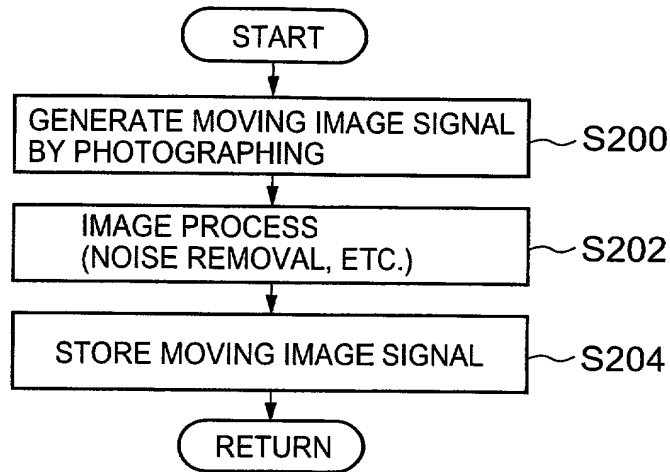 START
GENERATE MOVING IMAGE SIGNAL
BY PHOTOGRAPHING
S200
IMAGE PROCESS
(NOISE REMOVAL, ETC.)
S202
STORE MOVING IMAGE SIGNAL
S204
RETURN